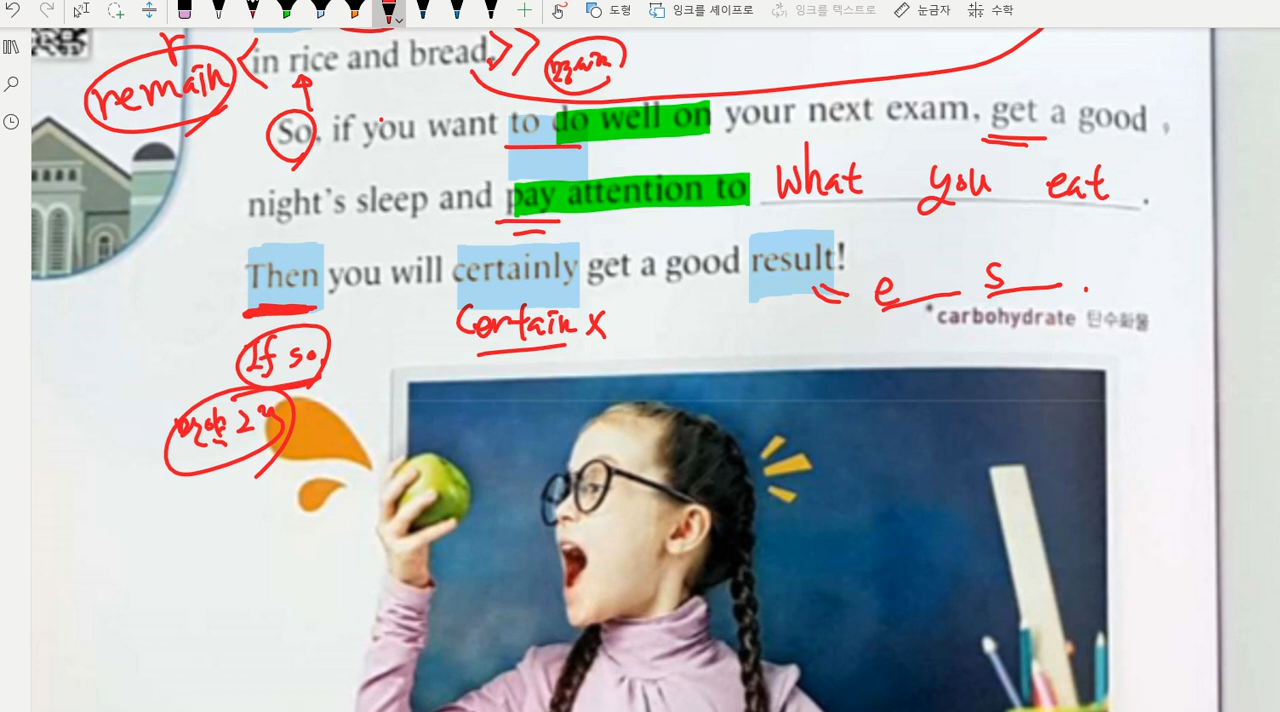 도형 잉크를 셰이프로 잉크를 텍스트로 눈금자 수학
r
remain
in rice and bread.
So, if you want to do well on your next exam, get a good ,
night's sleep and pay attention to what you eat .
Then you will certainly get a good result!
e s .
Certain x
*carbohydrate 탄수화물
If so,